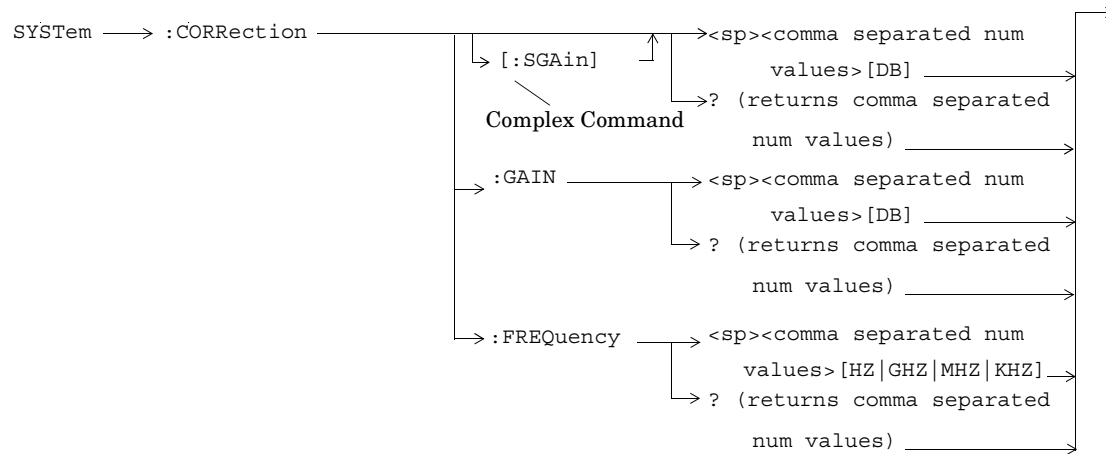 SYSTem :CORRection <sp><comma separated num
[:SGAin]
values>[DB]
? (returns comma separated
Complex Command
num values)
:GAIN <sp><comma separated num
values>[DB]
? (returns comma separated
num values)
:FREQuency <sp><comma separated num
values>[HZ|GHZ|MHZ|KHZ]
? (returns comma separated
num values)